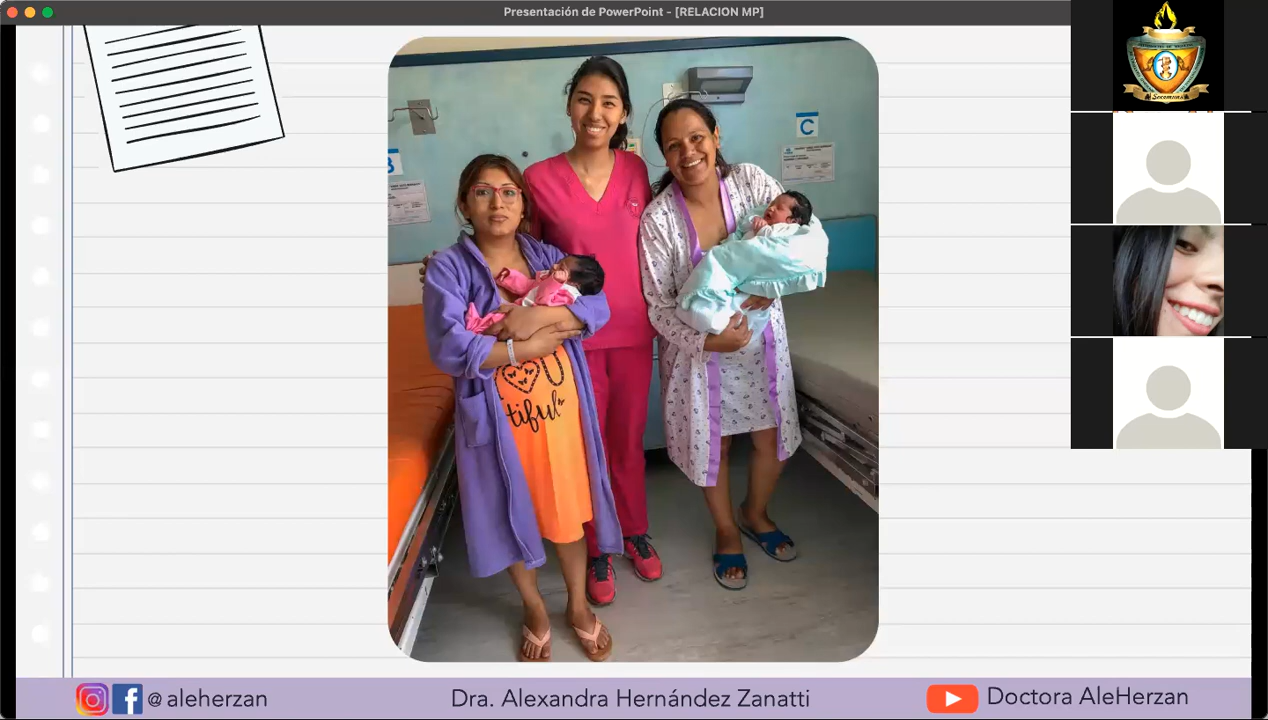 Presentación de PowerPoint - [RELACION MP]
C
B
tiful
@aleherzan
Dra. Alexandra Hernández Zanatti
Doctora AleHerzan